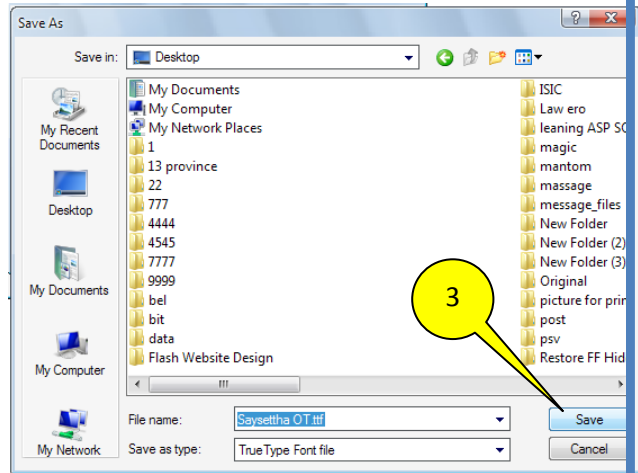 Save As
?
X
Save in: Desktop
My Recent Documents
Desktop
My Documents
My Computer
My Network
My Documents
My Computer
My Network Places
1
13 province
22
777
4444
4545
7777
9999
bel
bit
data
Flash Website Design
ISIC
Law ero
leaning ASP
magic
mantom
massage
message_files
New Folder
New Folder (2)
New Folder (3)
Original
picture for
post
psv
Restore FF Hid
3
File name: Saysettha OT.ttf
Save
Save as type: TrueType Font file
Cancel